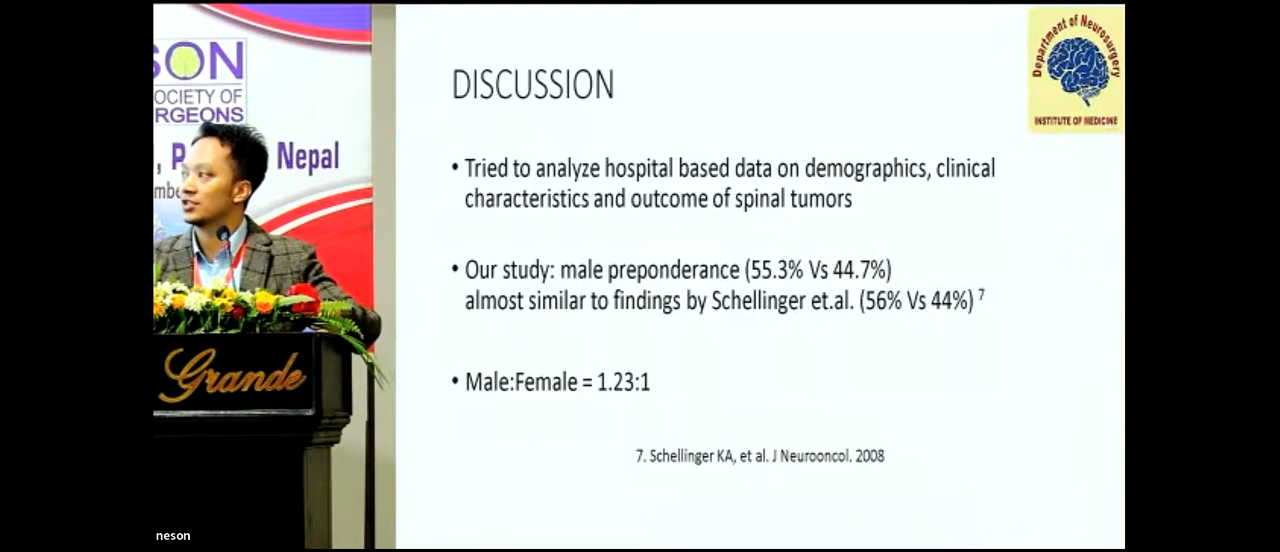 SON
OCIETY OF
RGEONS
Nepal
Grande
neson
DISCUSSION
• Tried to analyze hospital based data on demographics, clinical
characteristics and outcome of spinal tumors
• Our study: male preponderance (55.3% Vs 44.7%)
almost similar to findings by Schellinger et.al. (56% Vs 44%) 7
• Male:Female = 1.23:1
7. Schellinger KA, et al. J Neurooncol. 2008
Department of Neurosurgery
INSTITUTE OF MEDICINE